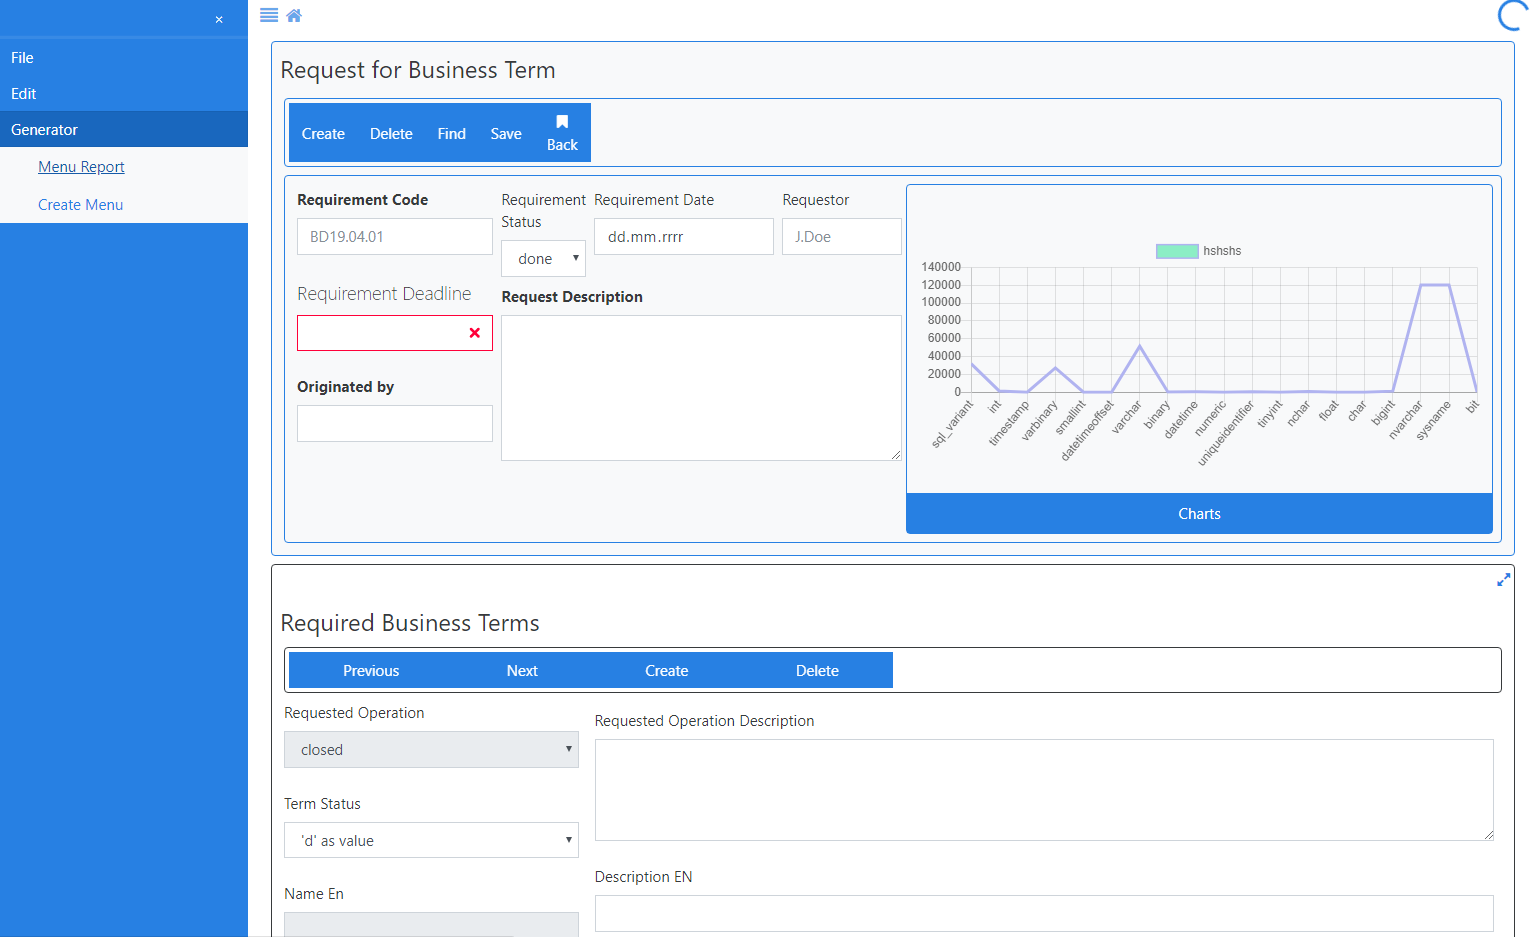 ×
File
Edit
Generator
Menu Report
Create Menu
Request for Business Term
Create Delete Find Save Back
Requirement Code
BD19.04.01
Requirement Status
done
Requirement Date
dd.mm.rrrr
Requestor
J.Doe
Requirement Deadline
Request Description
Originated by
hshshs
140000
120000
100000
80000
60000
40000
20000
0
sql_variant
int
timestamp
varbinary
smallint
datetimeoffset
varchar
binary
datetime
numeric
uniqueidentifier
tinyint
nchar
float
char
bigint
nvarchar
sysname
bit
Charts
Required Business Terms
Previous Next Create Delete
Requested Operation
closed
Requested Operation Description
Term Status
'd' as value
Description EN
Name En